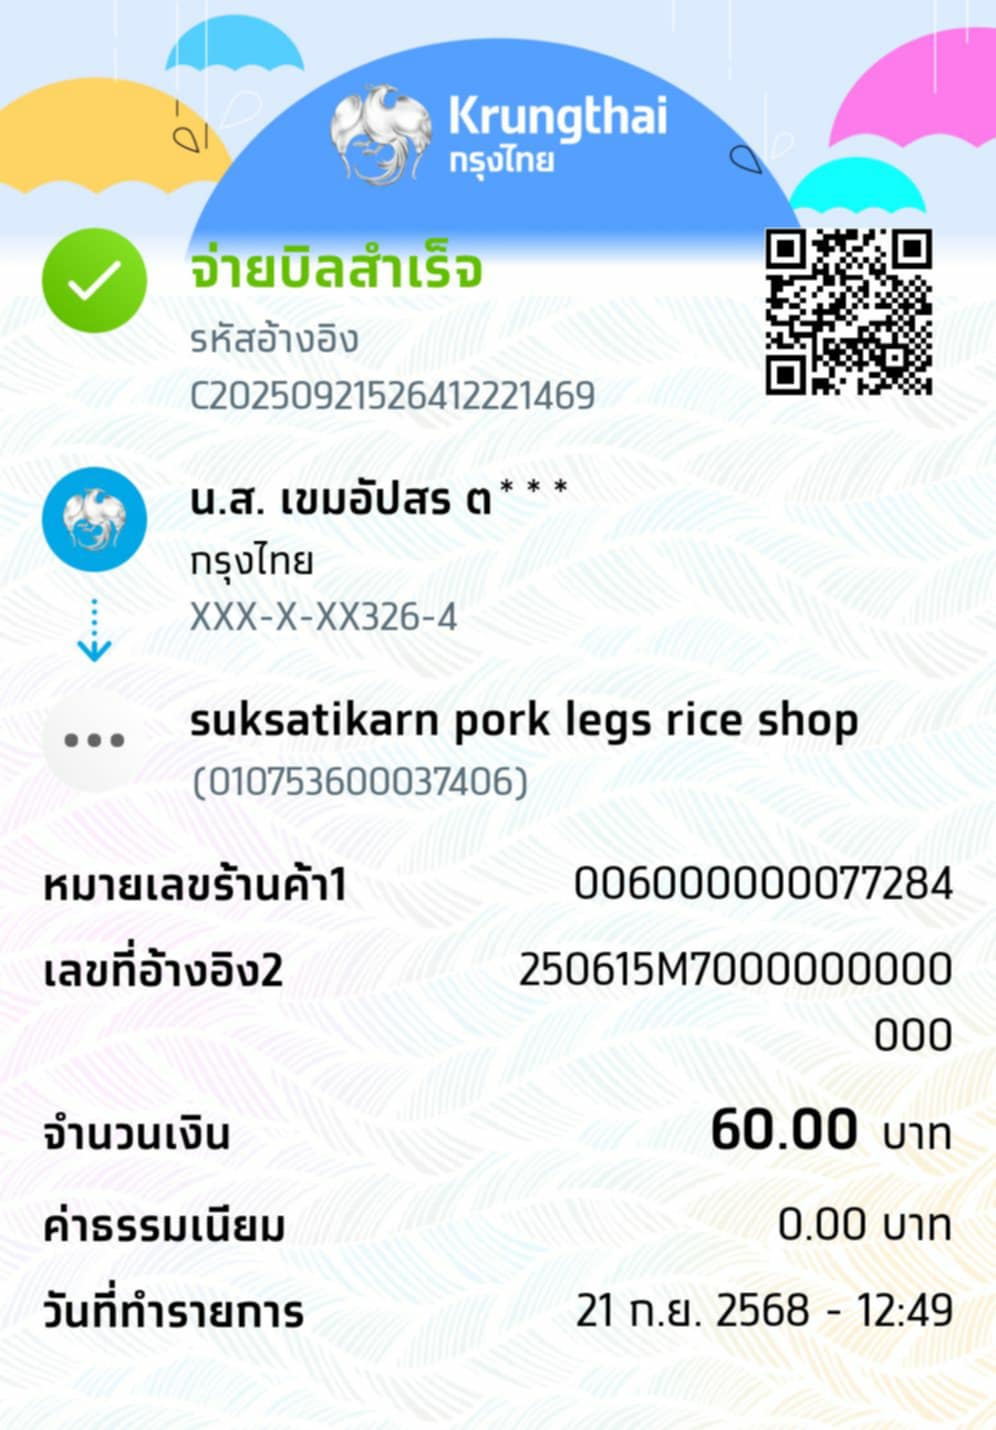 Krungthai
กรุงไทย
จ่ายบิลสำเร็จ
รหัสอ้างอิง
C20250921526412221469
น.ส. เขมอัปสร ต***
กรุงไทย
XXX-X-XX326-4
suksatikarn pork legs rice shop
(010753600037406)
หมายเลขร้านค้า1 006000000077284
เลขที่อ้างอิง2 250615M7000000000
000
จำนวนเงิน 60.00 บาท
ค่าธรรมเนียม 0.00 บาท
วันที่ทำรายการ 21 ก.ย. 2568 - 12:49